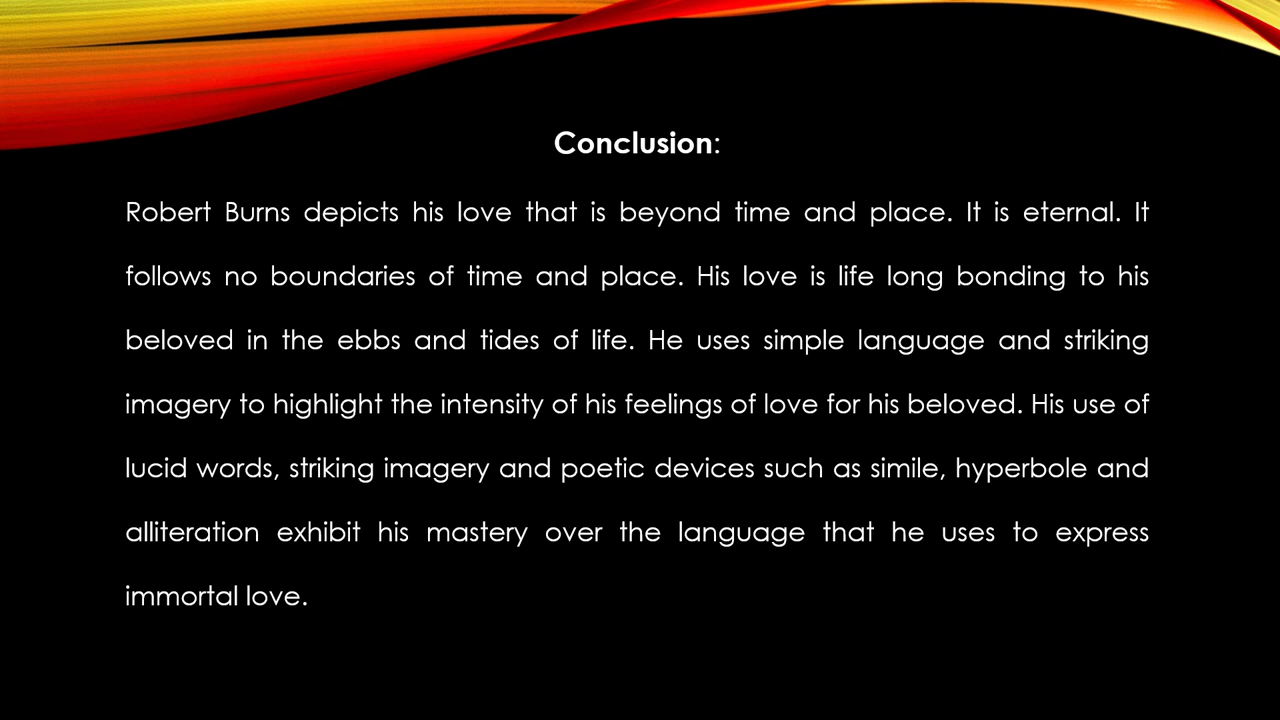 Conclusion:
Robert Burns depicts his love that is beyond time and place. It is eternal. It
follows no boundaries of time and place. His love is life long bonding to his
beloved in the ebbs and tides of life. He uses simple language and striking
imagery to highlight the intensity of his feelings of love for his beloved. His use of
lucid words, striking imagery and poetic devices such as simile, hyperbole and
alliteration exhibit his mastery over the language that he uses to express
immortal love.